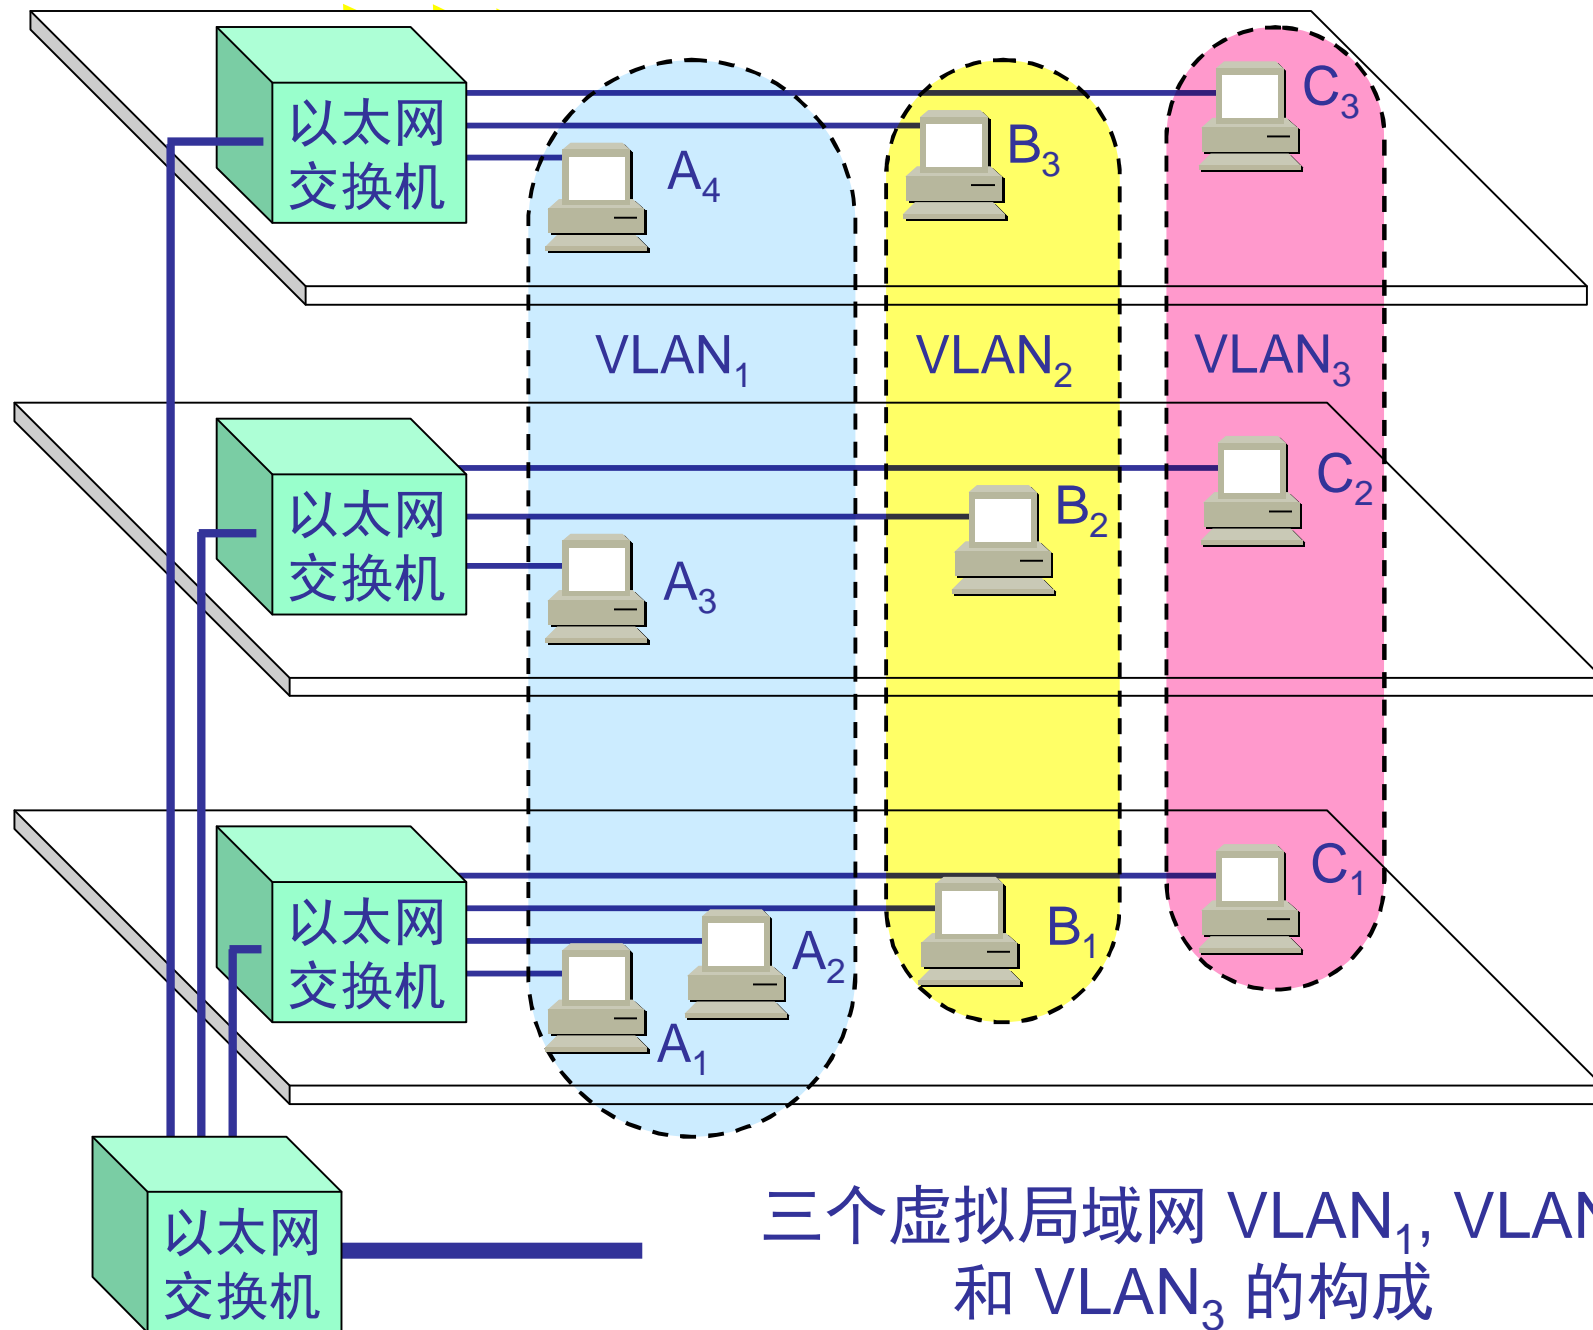 以太网
交换机
A4
B3
C3
VLAN1
VLAN2
VLAN3
以太网
交换机
A3
B2
C2
以太网
交换机
A1
A2
B1
C1
以太网
交换机
三个虚拟局域网 VLAN1, VLAN
和 VLAN3 的构成